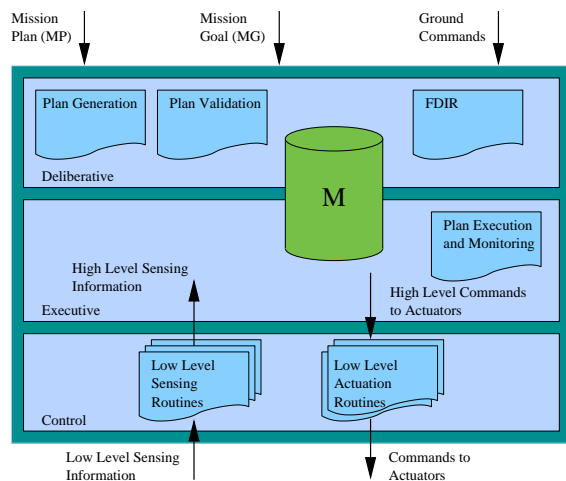 Mission
Plan (MP)
Mission
Goal (MG)
Ground
Commands
Plan Generation
Plan Validation
FDIR
Deliberative
M
Plan Execution
and Monitoring
High Level Sensing
Information
High Level Commands
to Actuators
Executive
Low Level
Sensing
Routines
Low Level
Actuation
Routines
Control
Low Level Sensing
Information
Commands to
Actuators